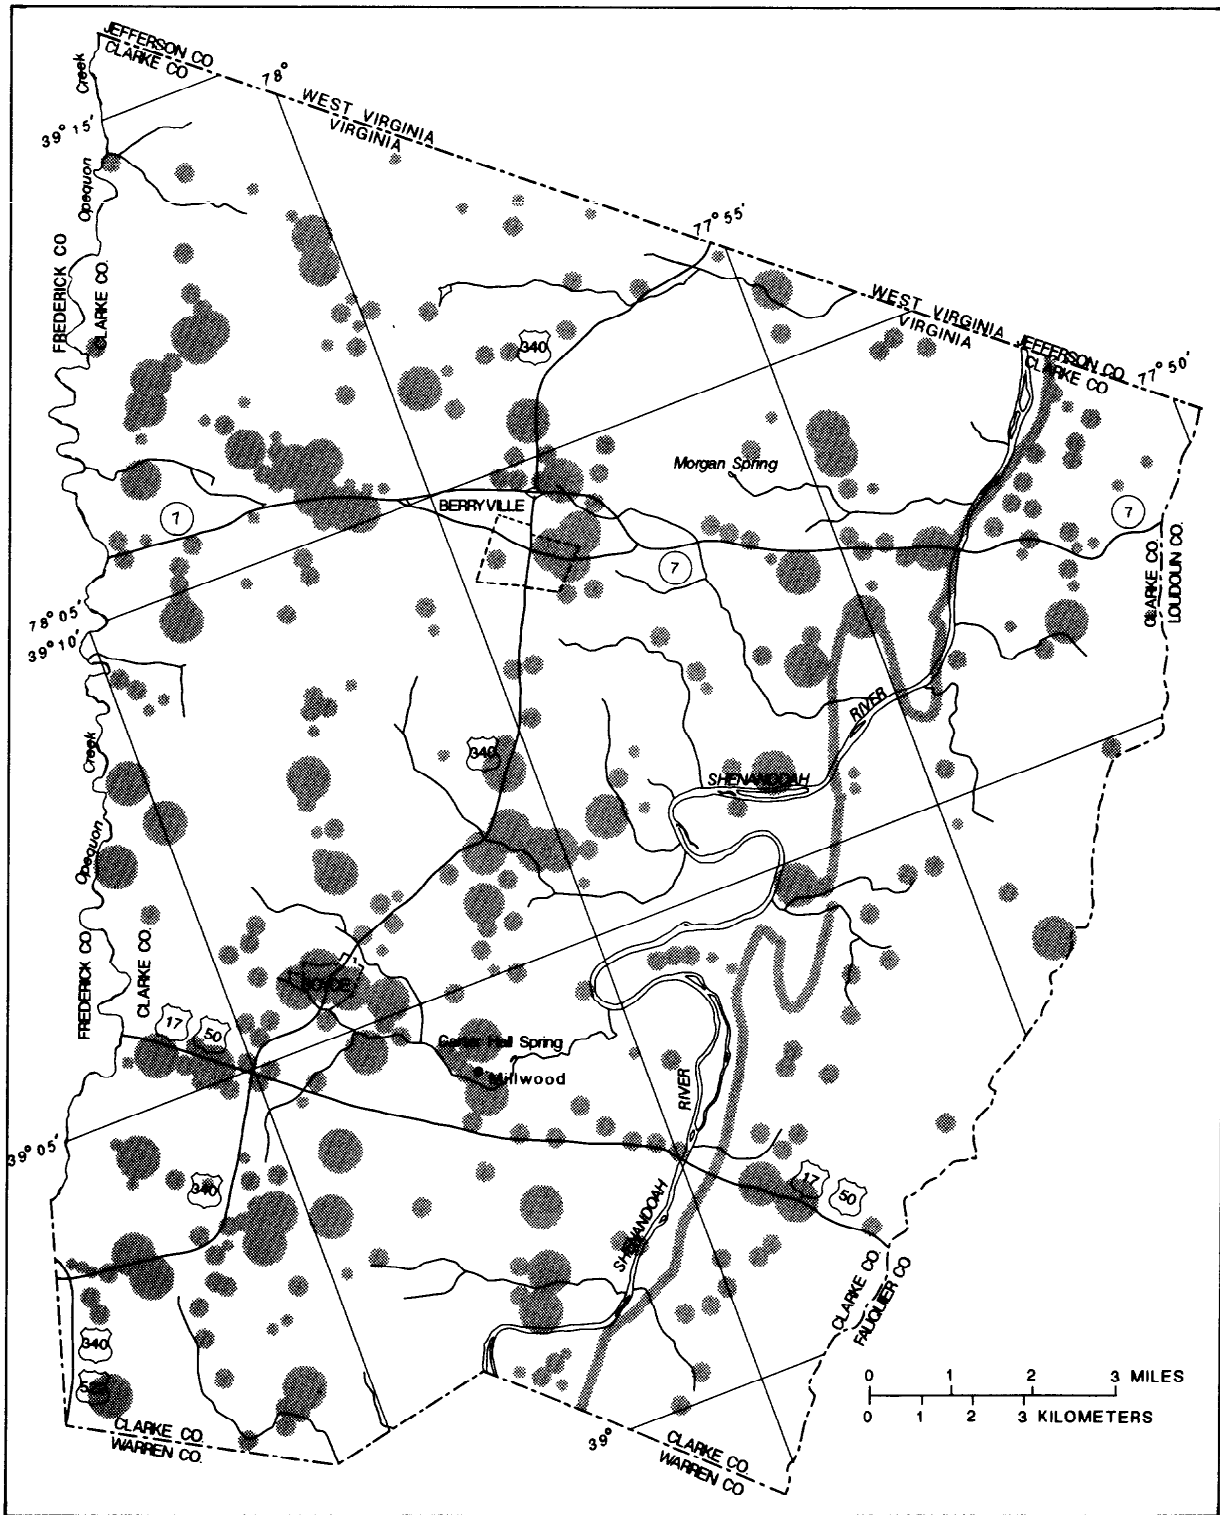 JEFFERSON CO
CLARKE CO
78°
WEST VIRGINIA
VIRGINIA
Creek
39° 15'
Opequon
77° 55'
FREDERICK CO
CLARKE CO.
WEST VIRGINIA
VIRGINIA
JEFFERSON CO
CLARKE CO
77° 50'
340
Morgan Spring
BERRYVILLE
7
7
7
CLARKE CO.
LOUDOUN CO.
78° 05'
39° 10'
RIVER
340
SHENANDOAH
Creek
Opequon
FREDERICK CO.
CLARKE CO.
BOYCE
17
50
Carter Hall Spring
Millwood
RIVER
39° 05'
340
17
50
SHENANDOAH
CLARKE CO.
FAUQUIER CO
340
522
0 1 2 3 MILES
0 1 2 3 KILOMETERS
CLARKE CO.
WARREN CO.
39°
CLARKE CO.
WARREN CO